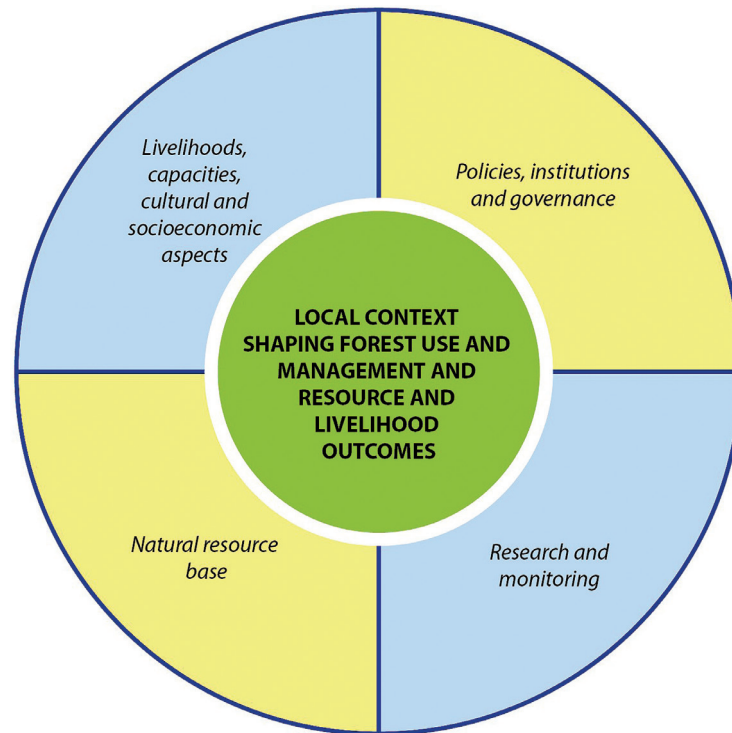 Livelihoods,
capacities,
cultural and
socioeconomic
aspects
Policies, institutions
and governance
LOCAL CONTEXT
SHAPING FOREST USE AND
MANAGEMENT AND
RESOURCE AND
LIVELIHOOD
OUTCOMES
Natural resource
base
Research and
monitoring